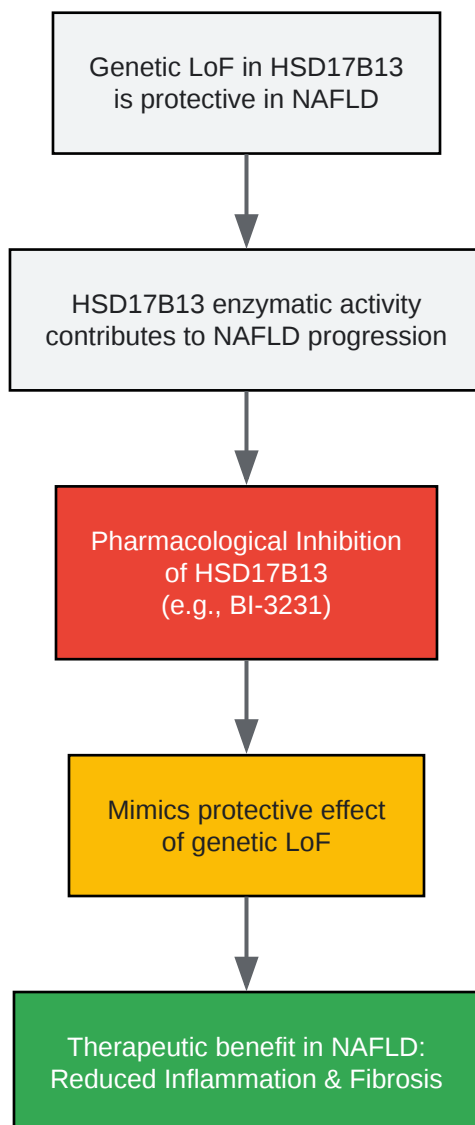 Genetic LoF in HSD17B13
is protective in NAFLD
HSD17B13 enzymatic activity
contributes to NAFLD progression
Pharmacological Inhibition
of HSD17B13
(e.g., BI-3231)
Mimics protective effect
of genetic LoF
Therapeutic benefit in NAFLD:
Reduced Inflammation & Fibrosis